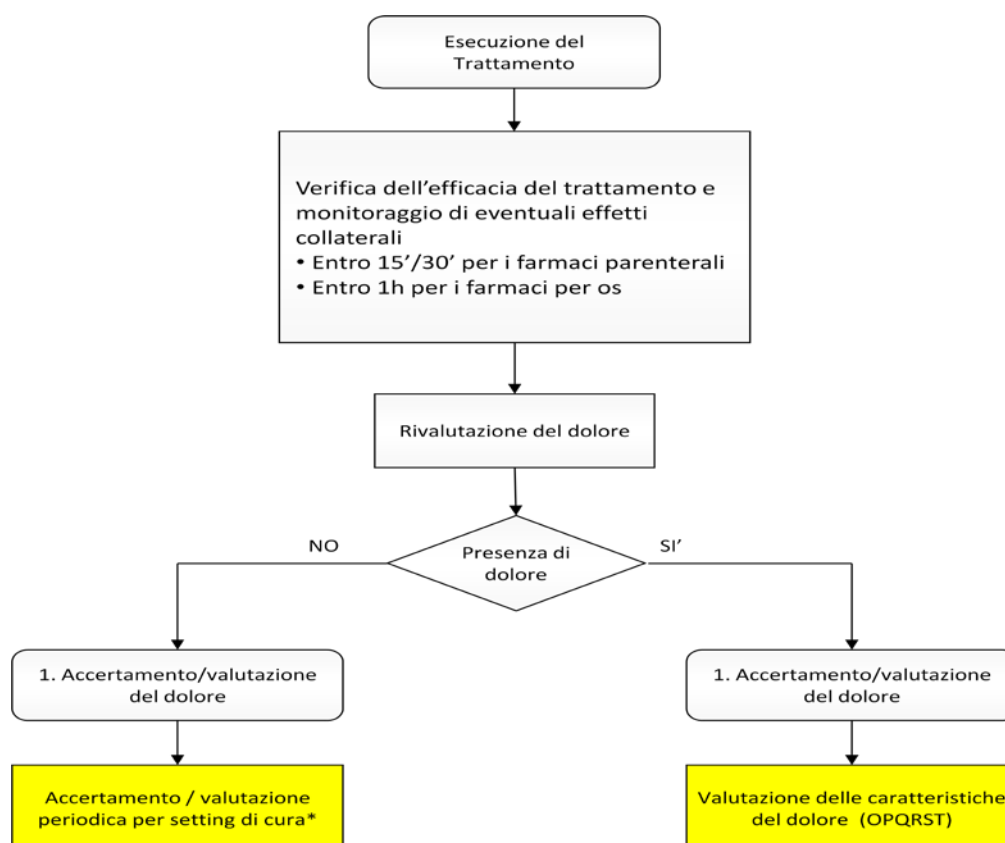 Esecuzione del
Trattamento
Verifica dell’efficacia del trattamento e
monitoraggio di eventuali effetti
collaterali
• Entro 15’/30’ per i farmaci parenterali
• Entro 1h per i farmaci per os
Rivalutazione del dolore
Presenza di
dolore
NO
SI’
1. Accertamento/valutazione
del dolore
1. Accertamento/valutazione
del dolore
Accertamento / valutazione
periodica per setting di cura*
Valutazione delle caratteristiche
del dolore (OPQRST)